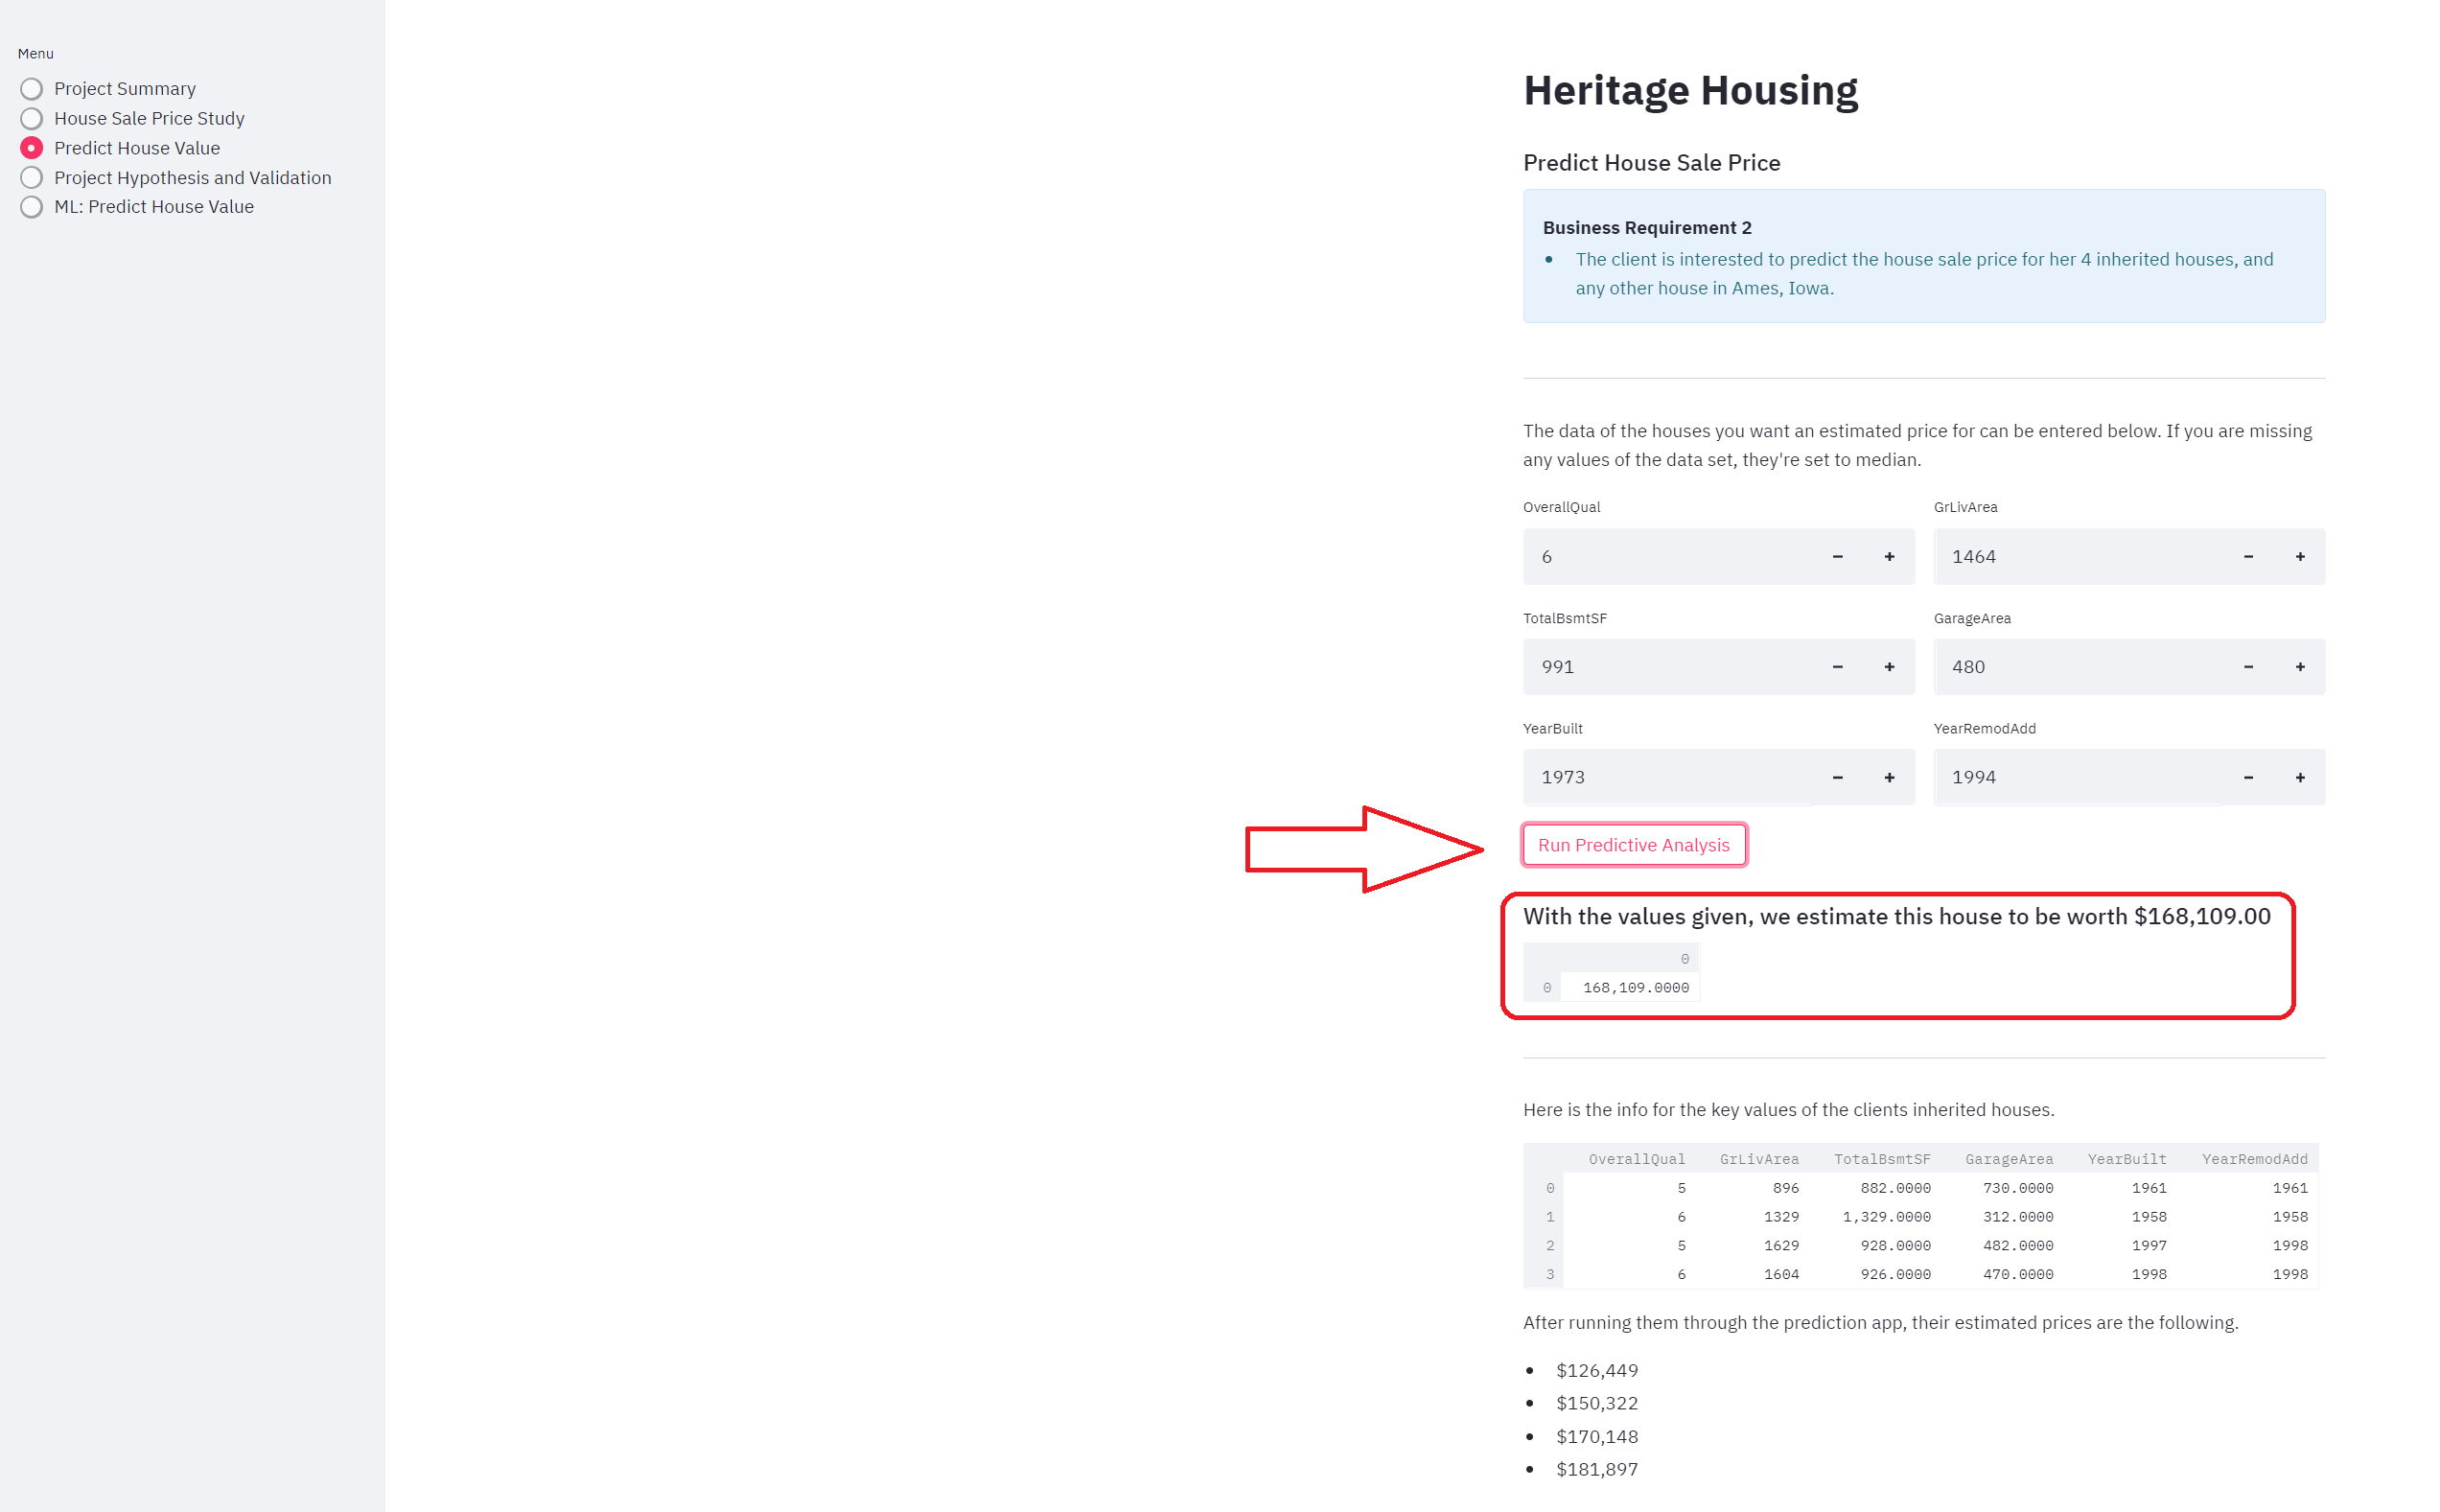 Menu
Project Summary
House Sale Price Study
Predict House Value
Project Hypothesis and Validation
ML: Predict House Value
Heritage Housing
Predict House Sale Price
Business Requirement 2
• The client is interested to predict the house sale price for her 4 inherited houses, and
any other house in Ames, Iowa.
The data of the houses you want an estimated price for can be entered below. If you are missing
any values of the data set, they're set to median.
OverallQual GrLivArea
6 − + 1464 − +
TotalBsmtSF GarageArea
991 − + 480 − +
YearBuilt YearRemodAdd
1973 − + 1994 − +
Run Predictive Analysis
With the values given, we estimate this house to be worth $168,109.00
0
0 168,109.0000
Here is the info for the key values of the clients inherited houses.
OverallQual GrLivArea TotalBsmtSF GarageArea YearBuilt YearRemodAdd
0 5 896 882.0000 730.0000 1961 1961
1 6 1329 1,329.0000 312.0000 1958 1958
2 5 1629 928.0000 482.0000 1997 1998
3 6 1604 926.0000 470.0000 1998 1998
After running them through the prediction app, their estimated prices are the following.
• $126,449
• $150,322
• $170,148
• $181,897